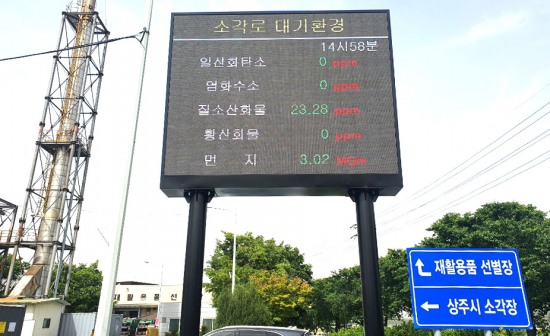 소각로 대기환경
14시58분
일산화탄소 0 ppm
염화수소 0 ppm
질소산화물 23.28 ppm
황산화물 0 ppm
먼 지 3.02
재활용품 선별장
상주시 소각장